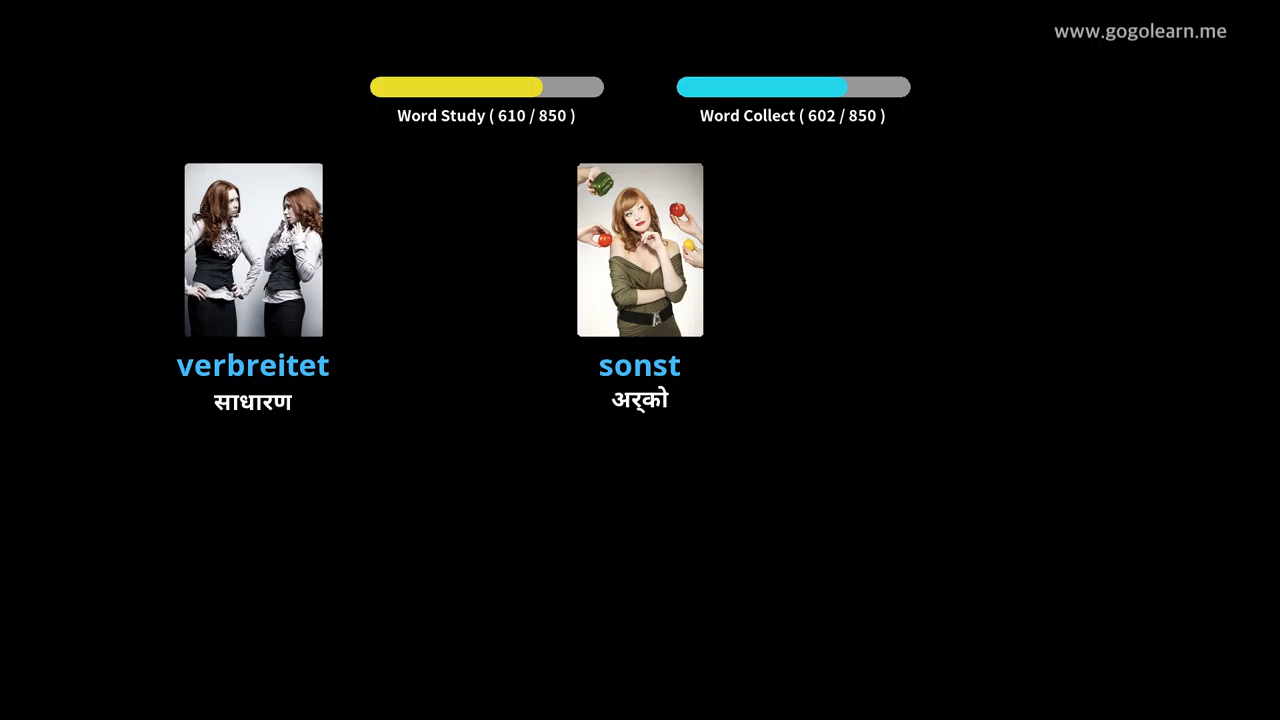 www.gogolearn.me
Word Study ( 610 / 850 )
Word Collect ( 602 / 850 )
verbreitet
साधारण
sonst
अर्को